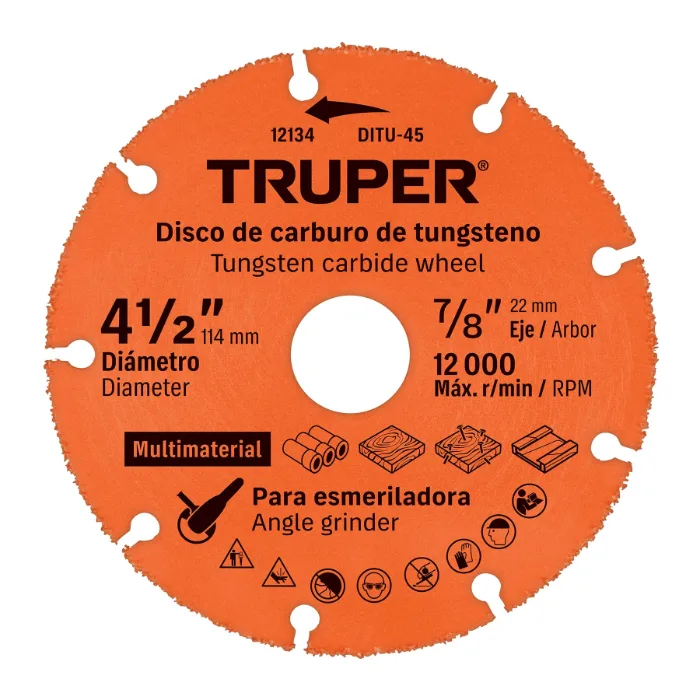 12134 DITU-45
TRUPER®
Disco de carburo de tungsteno
Tungsten carbide wheel
4 1/2" 114 mm
Diámetro
Diameter
7/8" 22 mm
Eje / Arbor
12 000
Máx. r/min / RPM
Multimaterial
Para esmeriladora
Angle grinder